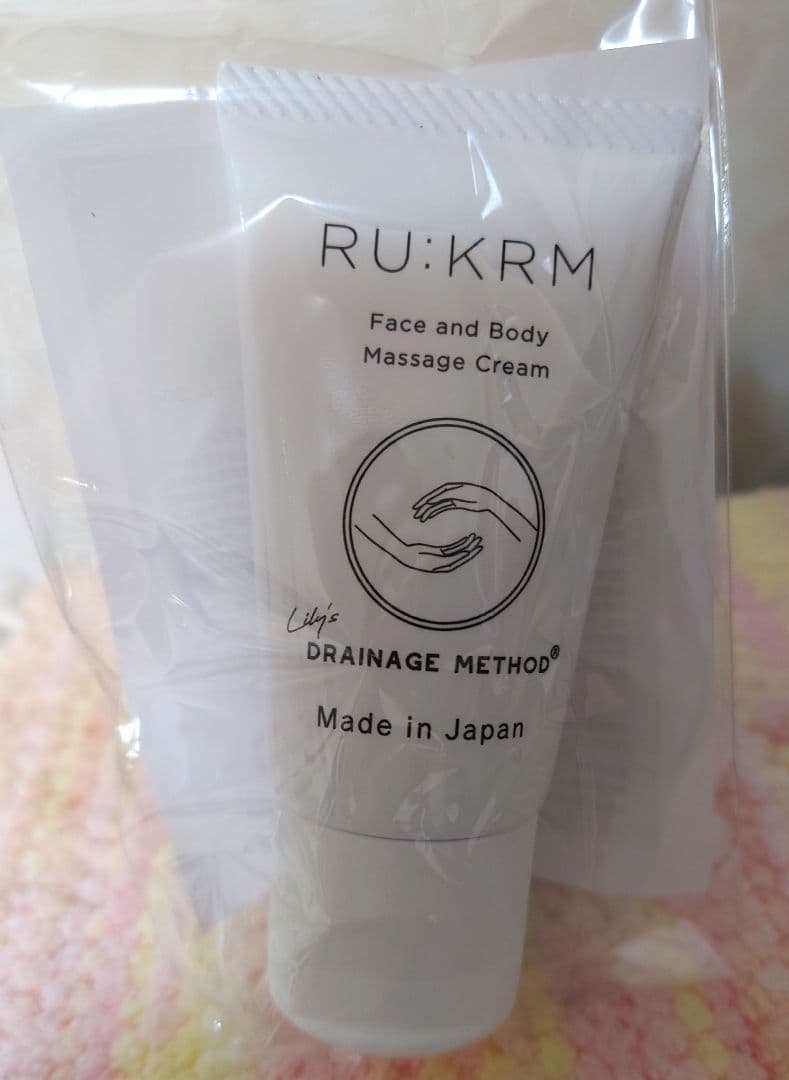 RU:KRM
Face and Body
Massage Cream
Lily's
DRAINAGE METHOD®
Made in Japan